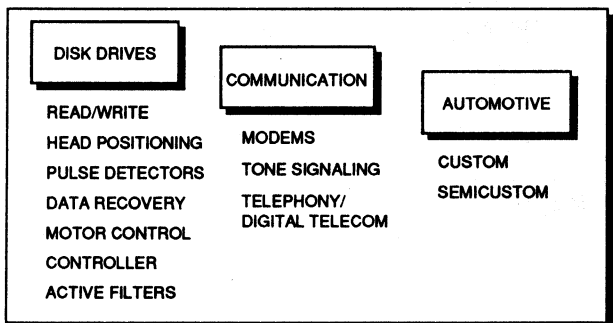 DISK DRIVES
READ/WRITE
HEAD POSITIONING
PULSE DETECTORS
DATA RECOVERY
MOTOR CONTROL
CONTROLLER
ACTIVE FILTERS
COMMUNICATION
MODEMS
TONE SIGNALING
TELEPHONY/
DIGITAL TELECOM
AUTOMOTIVE
CUSTOM
SEMICUSTOM